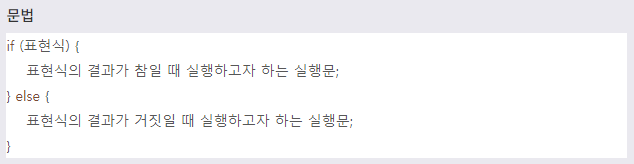 문법
if (표현식) {
표현식의 결과가 참일 때 실행하고자 하는 실행문;
} else {
표현식의 결과가 거짓일 때 실행하고자 하는 실행문;
}